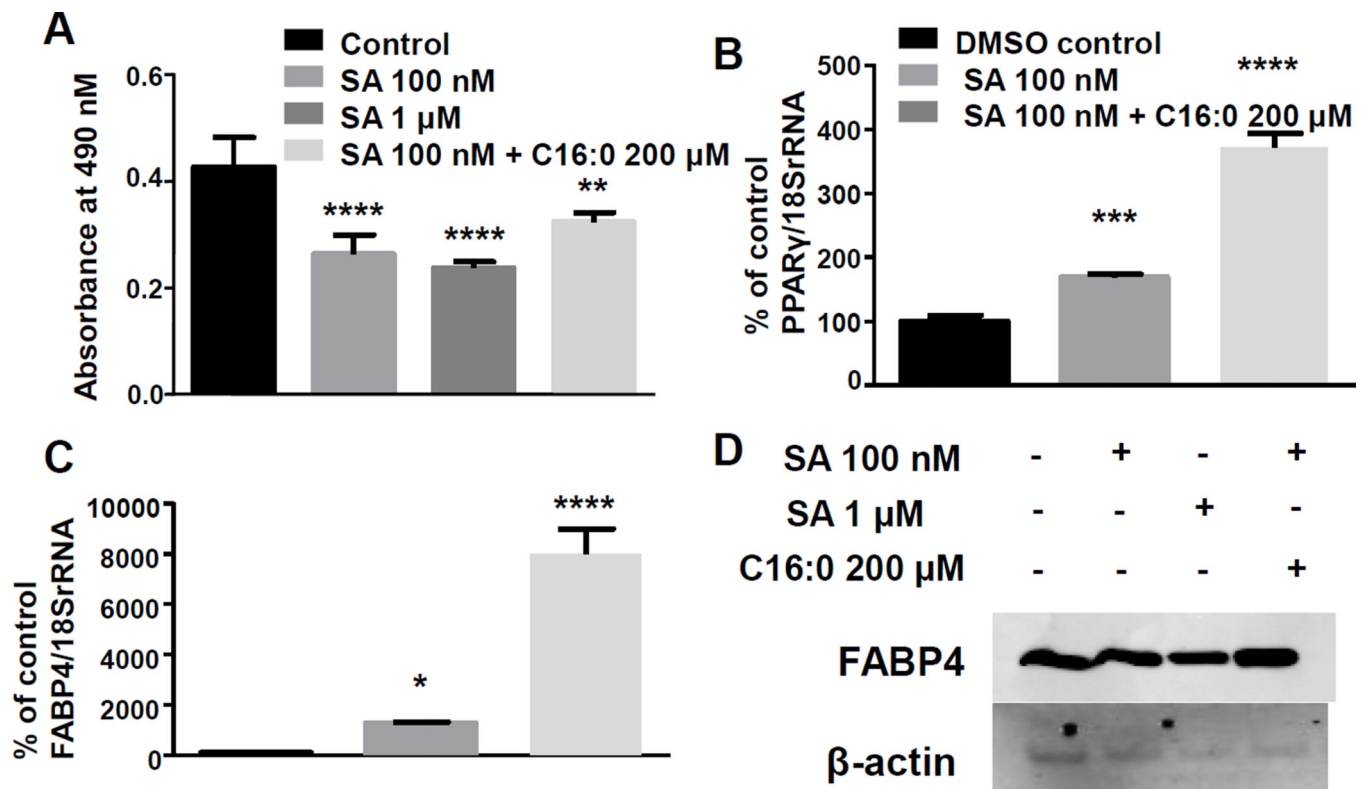 A
Control
SA 100 nM
SA 1 µM
SA 100 nM + C16:0 200 µM
Absorbance at 490 nM
0.6
0.4
0.2
0.0
****
****
**
B
DMSO control
SA 100 nM
SA 100 nM + C16:0 200 µM
% of control
PPARγ/18SrRNA
500
400
300
200
100
0
***
****
C
% of control
FABP4/18SrRNA
10000
8000
6000
4000
2000
0
*
****
D
SA 100 nM - + - +
SA 1 µM - - + -
C16:0 200 µM - - - +
FABP4
β-actin